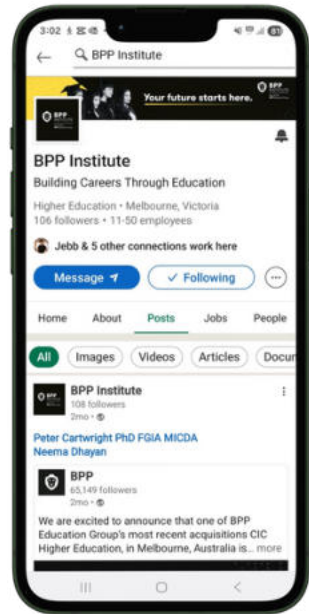 3:02
81
BPP Institute
Your future starts here.
BPP
BPP Institute
Building Careers Through Education
Higher Education • Melbourne, Victoria
106 followers • 11-50 employees
Jebb & 5 other connections work here
Message
Following
Home About Posts Jobs People
All Images Videos Articles Docun
BPP Institute
108 followers
2mo •
Peter Cartwright PhD FGIA MICDA
Neema Dhayan
BPP
65,149 followers
2mo •
We are excited to announce that one of BPP
Education Group's most recent acquisitions CIC
Higher Education, in Melbourne, Australia is... more